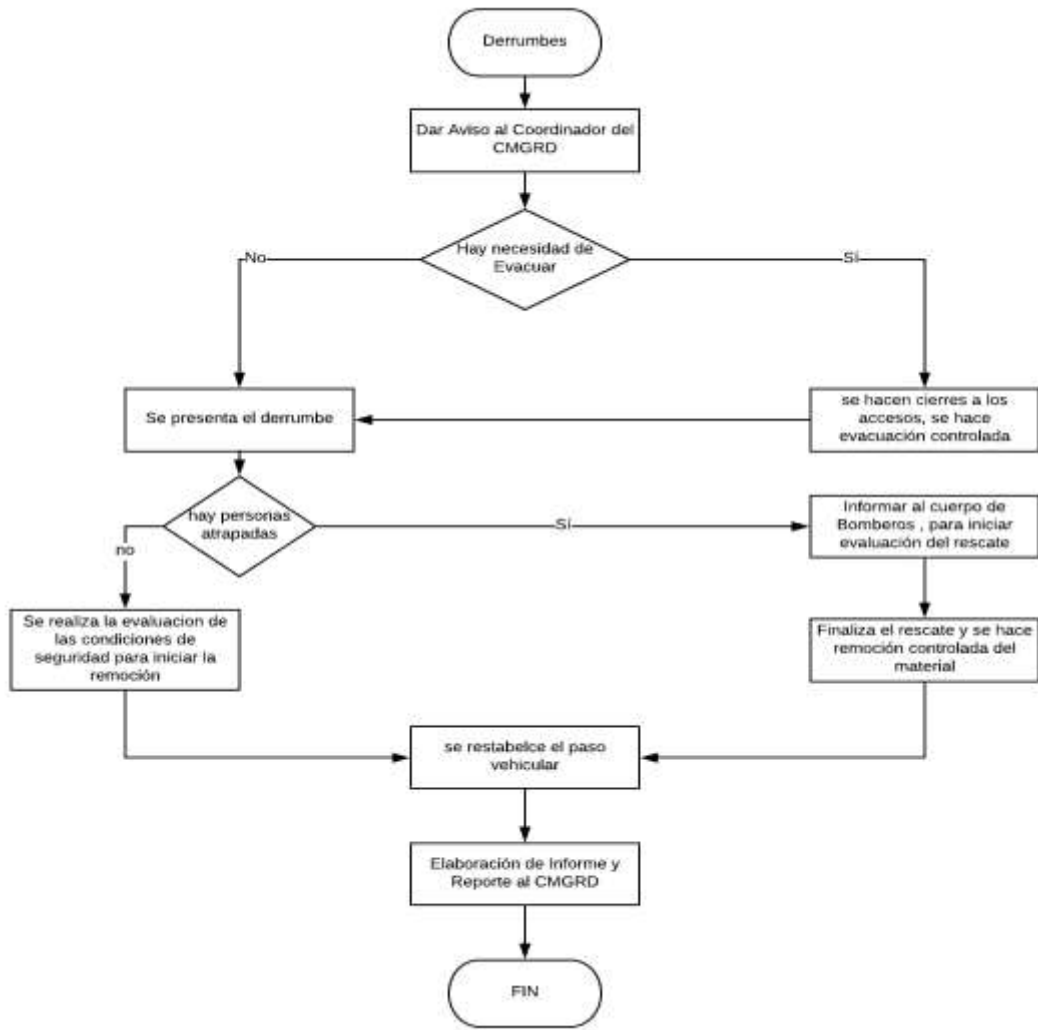 Derrumbes
Dar Aviso al Coordinador del
CMGRD
Hay necesidad de
Evacuar
No
Sí
Se presenta el derrumbe
se hacen cierres a los
accesos, se hace
evacuación controlada
hay personas
atrapadas
no
Sí
Informar al cuerpo de
Bomberos , para iniciar
evaluación del rescate
Se realiza la evaluacion de
las condiciones de
seguridad para iniciar la
remoción
Finaliza el rescate y se hace
remoción controlada del
material
se restabelce el paso
vehicular
Elaboración de Informe y
Reporte al CMGRD
FIN